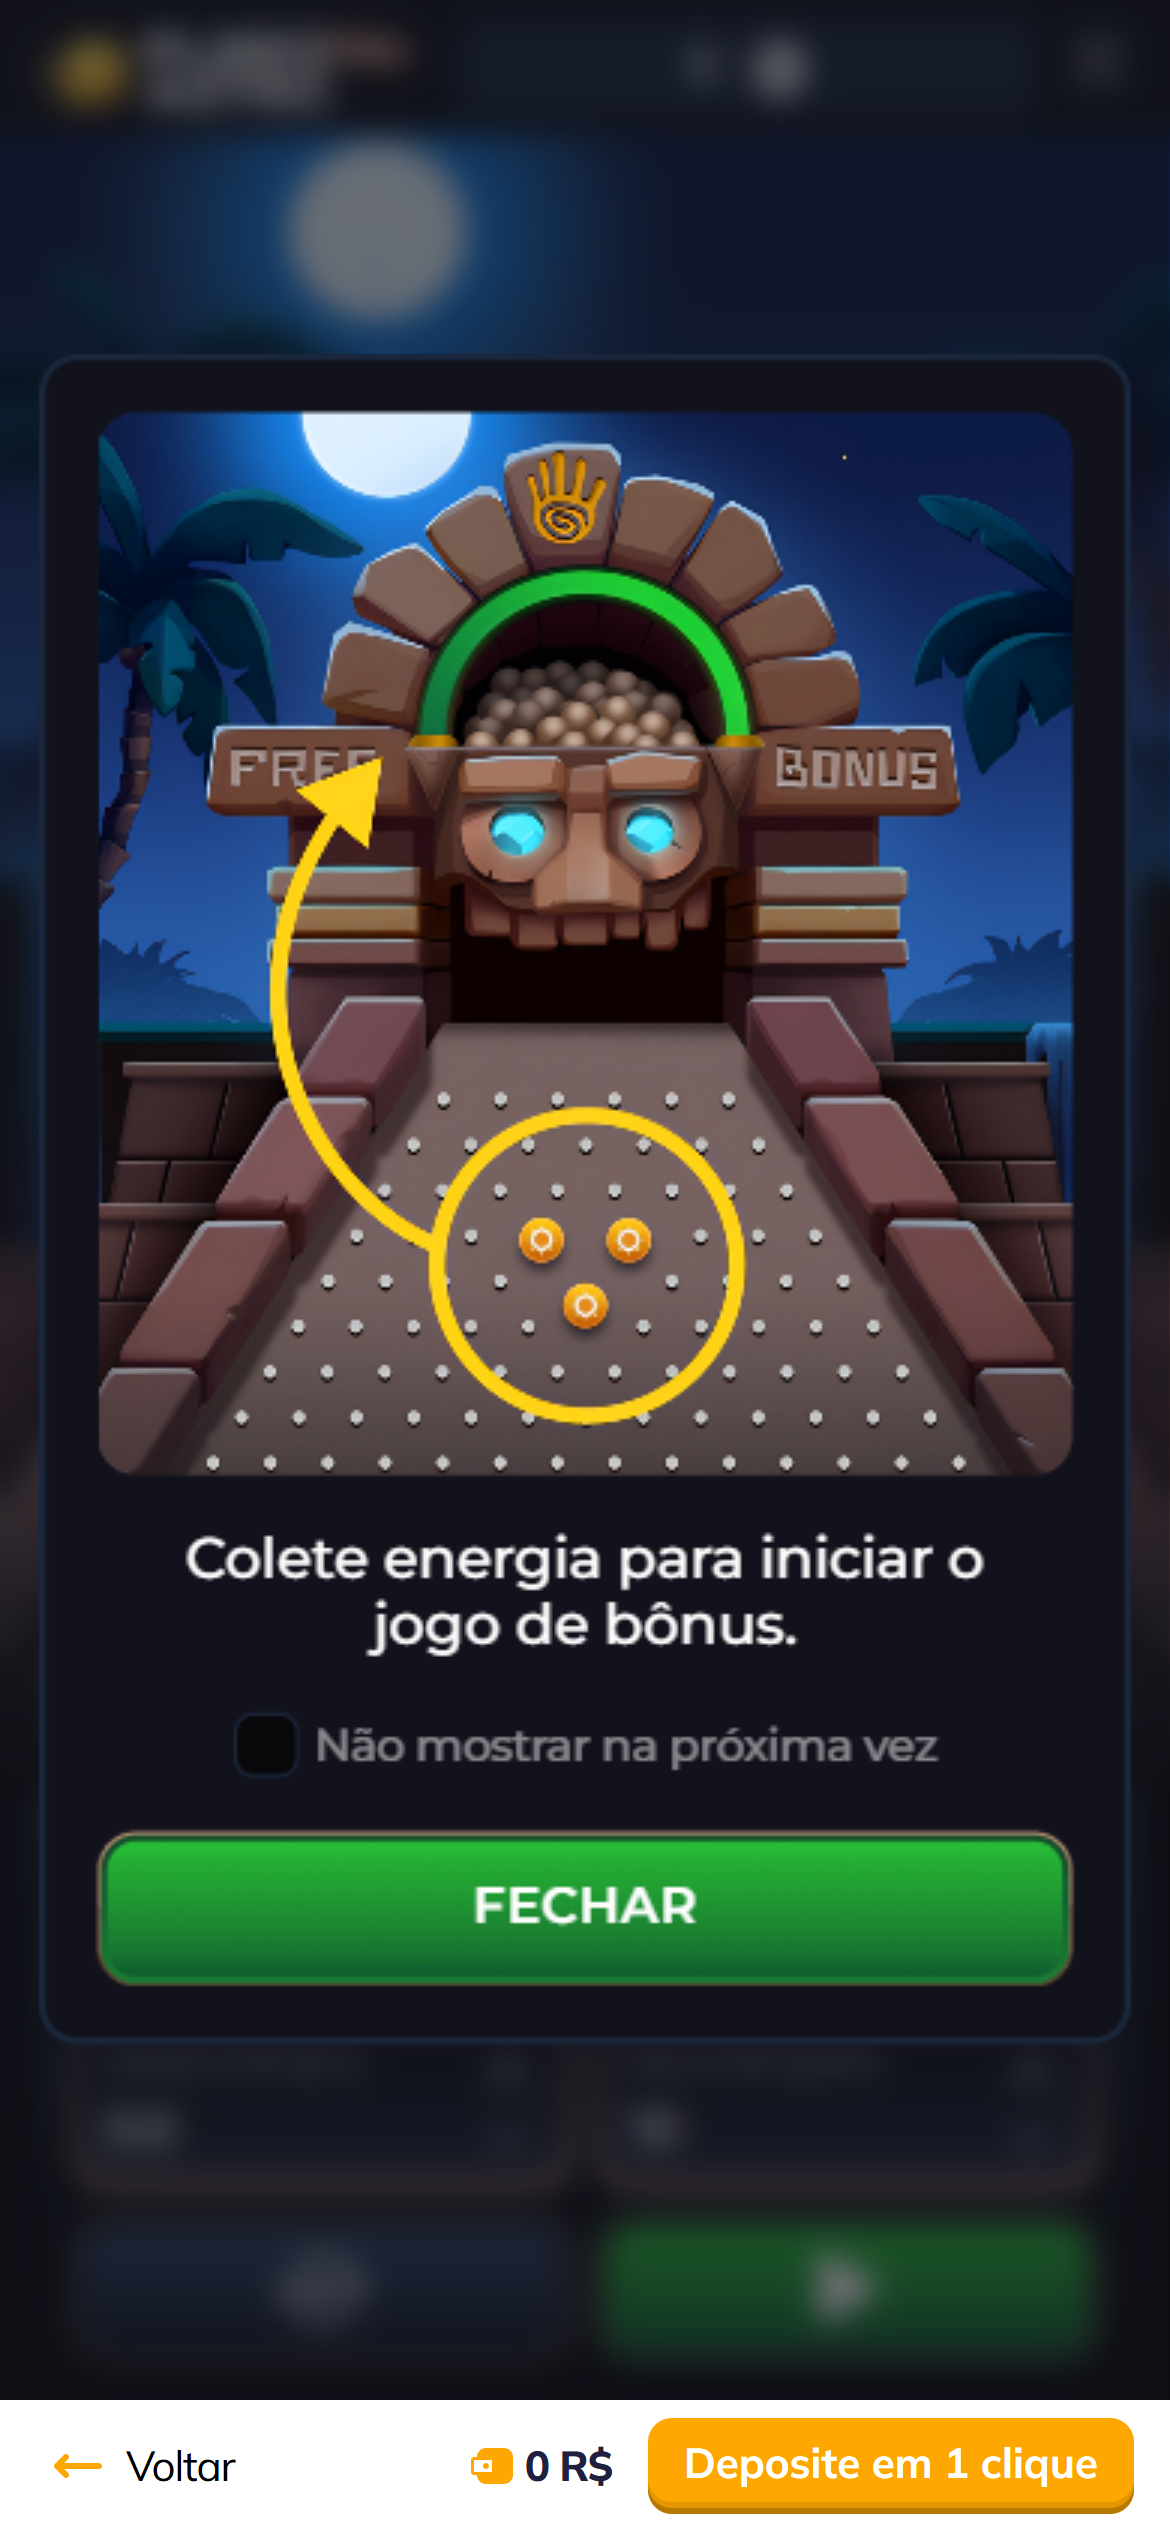 FREE
BONUS
Colete energia para iniciar o
jogo de bônus.
Não mostrar na próxima vez
FECHAR
Voltar
0 R$
Deposite em 1 clique